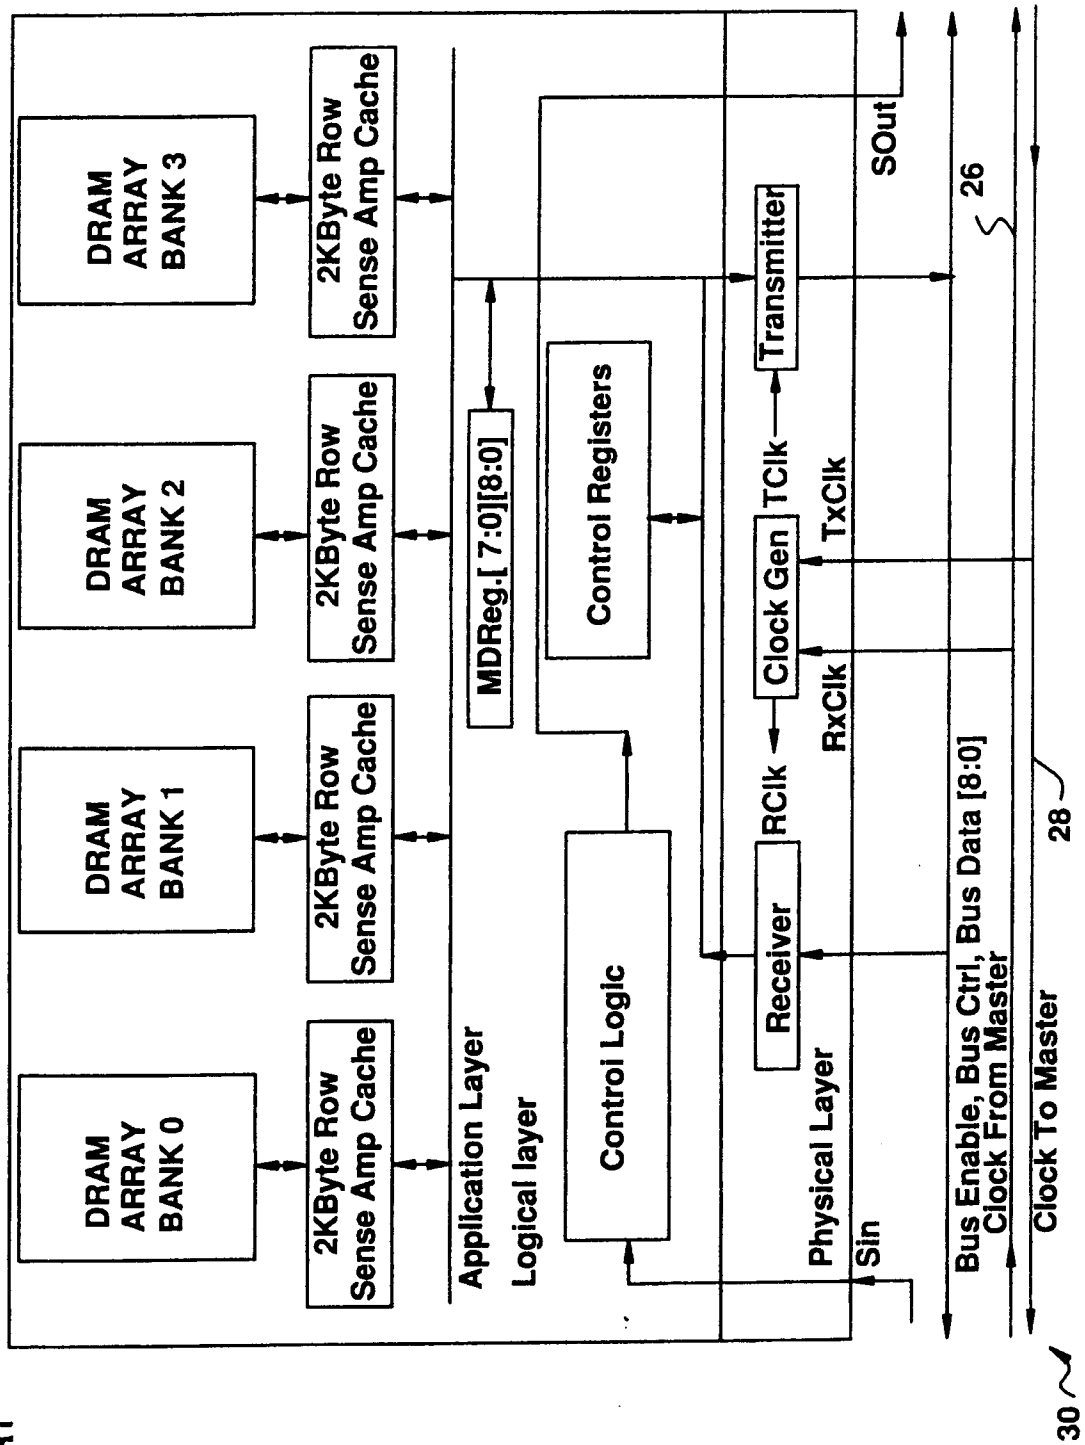 DRAM
ARRAY
BANK 0
DRAM
ARRAY
BANK 1
DRAM
ARRAY
BANK 2
DRAM
ARRAY
BANK 3
2KByte Row
Sense Amp Cache
2KByte Row
Sense Amp Cache
2KByte Row
Sense Amp Cache
2KByte Row
Sense Amp Cache
Application Layer
Logical layer
MDReg.[ 7:0][8:0]
Control Logic
Control Registers
Receiver
RClk
Clock Gen
TClk
Transmitter
Physical Layer
RxClk
TxClk
Sin
SOut
Bus Enable, Bus Ctrl, Bus Data [8:0]
Clock From Master
26
Clock To Master
28
30